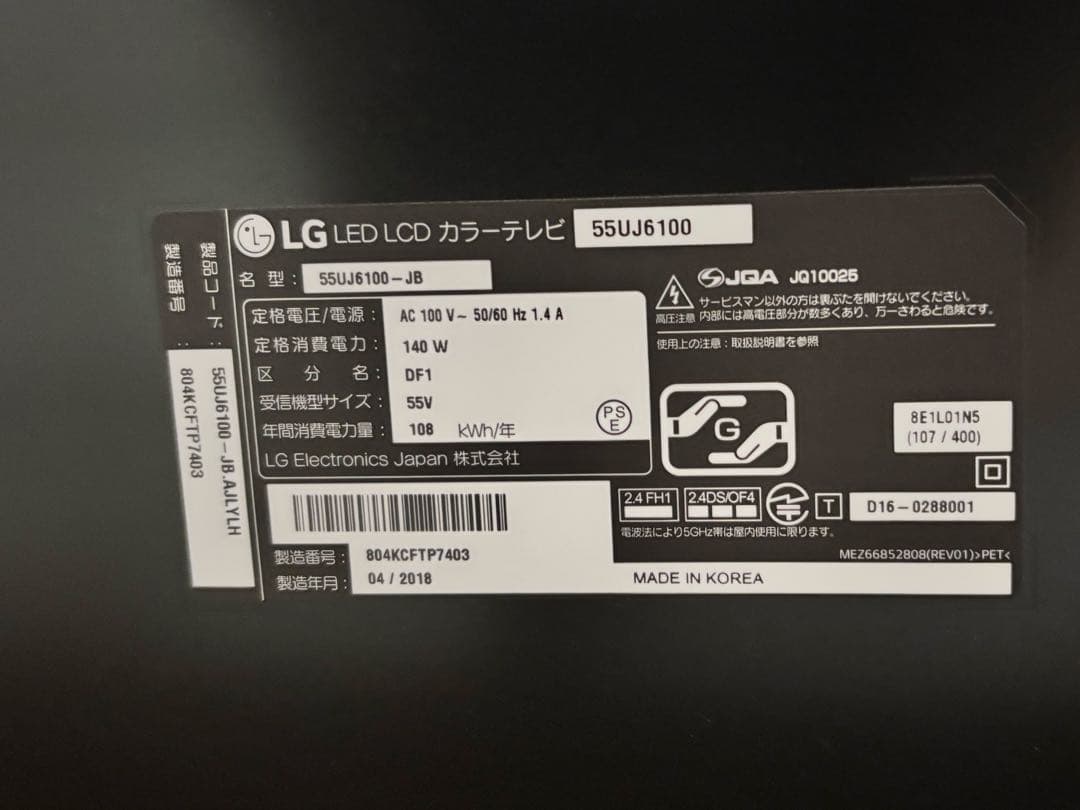 LG LED LCD カラーテレビ 55UJ6100
名 型: 55UJ6100-JB
定格電圧/電源: AC 100 V~ 50/60 Hz 1.4 A
定格消費電力: 140 W
区 分 名: DF1
受信機型サイズ: 55V
年間消費電力量: 108 kWh/年
PS
E
LG Electronics Japan 株式会社
JQA JQ10025
高圧注意
サービスマン以外の方は裏ぶたを開けないでください。
内部には高電圧部分が数多くあり、万一さわると危険です。
使用上の注意:取扱説明書を参照
G
8E1L01N5
(107 / 400)
2.4 FH1 2.4DS/OF4 T D16-0288001
電波法により5GHz帯は屋内使用に限ります。
MEZ66852808(REV01)>PET<
製造番号: 804KCFTP7403
製造年月: 04 / 2018
MADE IN KOREA
製品コード: 55UJ6100-JB.AJLYLH
製造番号: 804KCFTP7403